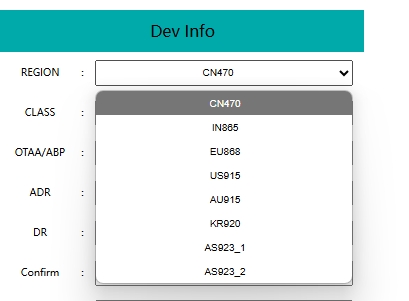 Dev Info
REGION : CN470
CLASS :
CN470
IN865
OTAA/ABP :
EU868
US915
ADR :
AU915
DR :
KR920
AS923_1
Confirm :
AS923_2